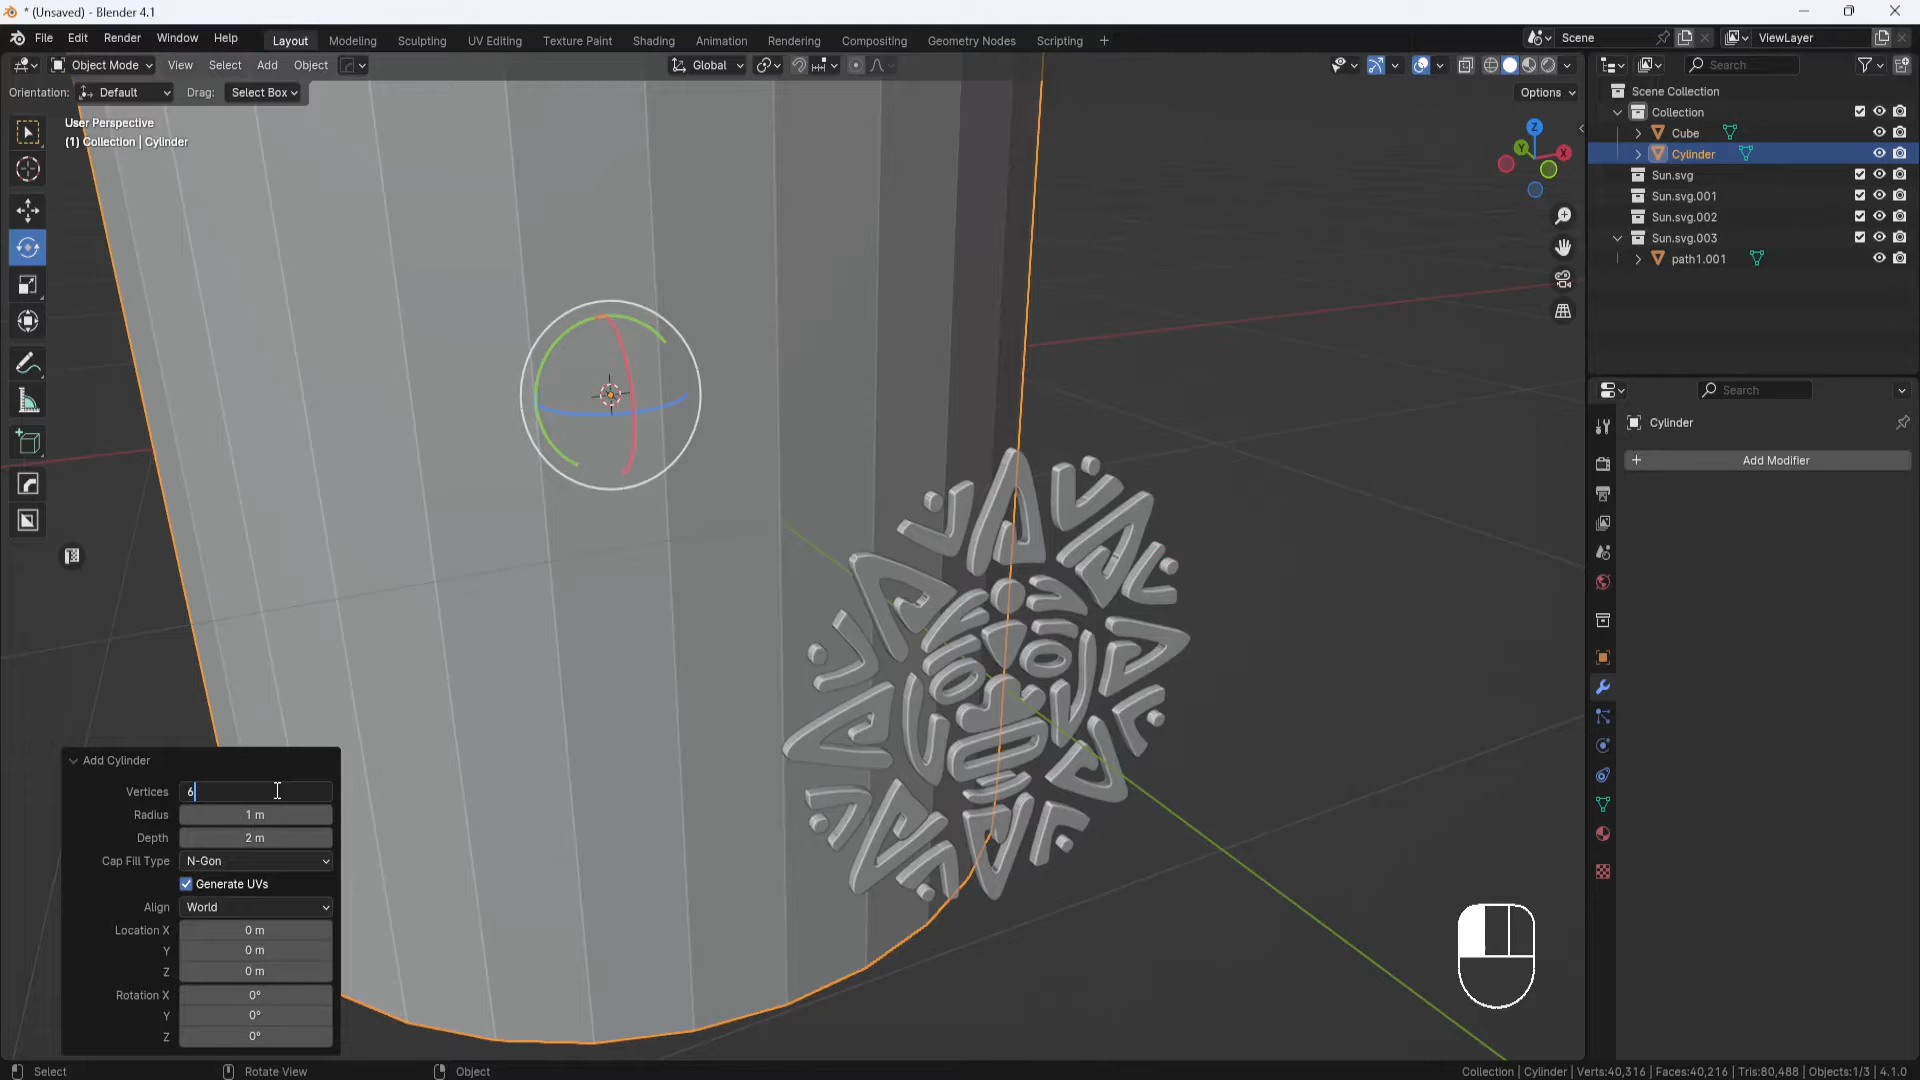 * (Unsaved) - Blender 4.1
File Edit Render Window Help
Layout Modeling Sculpting UV Editing Texture Paint Shading Animation Rendering Compositing Geometry Nodes Scripting +
Scene
ViewLayer
Object Mode View Select Add Object
Global
Search
Orientation: Default Drag: Select Box
Options
User Perspective
(1) Collection | Cylinder
Z
Y
X
Scene Collection
Collection
Cube
Cylinder
Sun.svg
Sun.svg.001
Sun.svg.002
Sun.svg.003
path1.001
Search
Cylinder
+ Add Modifier
Add Cylinder
Vertices 6
Radius 1 m
Depth 2 m
Cap Fill Type N-Gon
Generate UVs
Align World
Location X 0 m
Y 0 m
Z 0 m
Rotation X 0°
Y 0°
Z 0°
Select Rotate View Object
Collection | Cylinder | Verts:40,316 | Faces:40,216 | Tris:80,488 | Objects:1/3 | 4.1.0